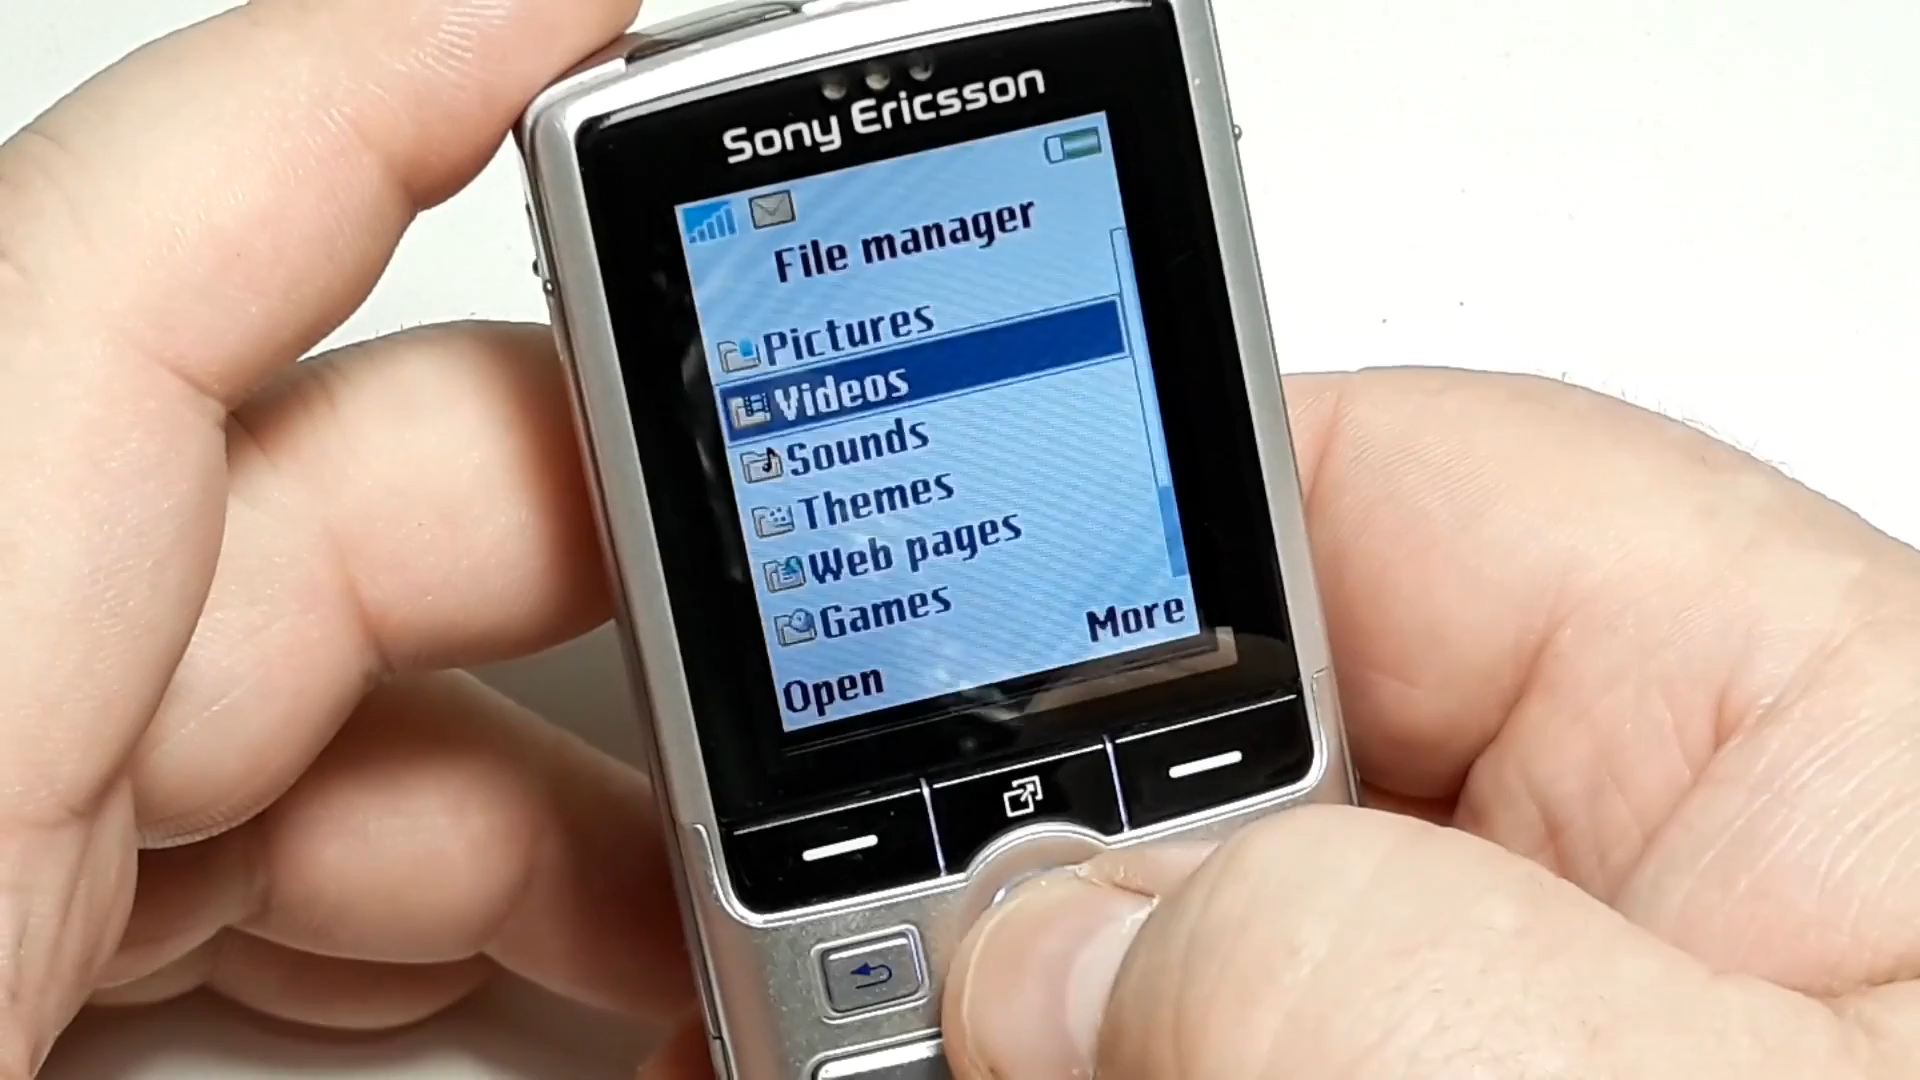 Sony Ericsson
File manager
Pictures
Videos
Sounds
Themes
Web pages
Games
Open More